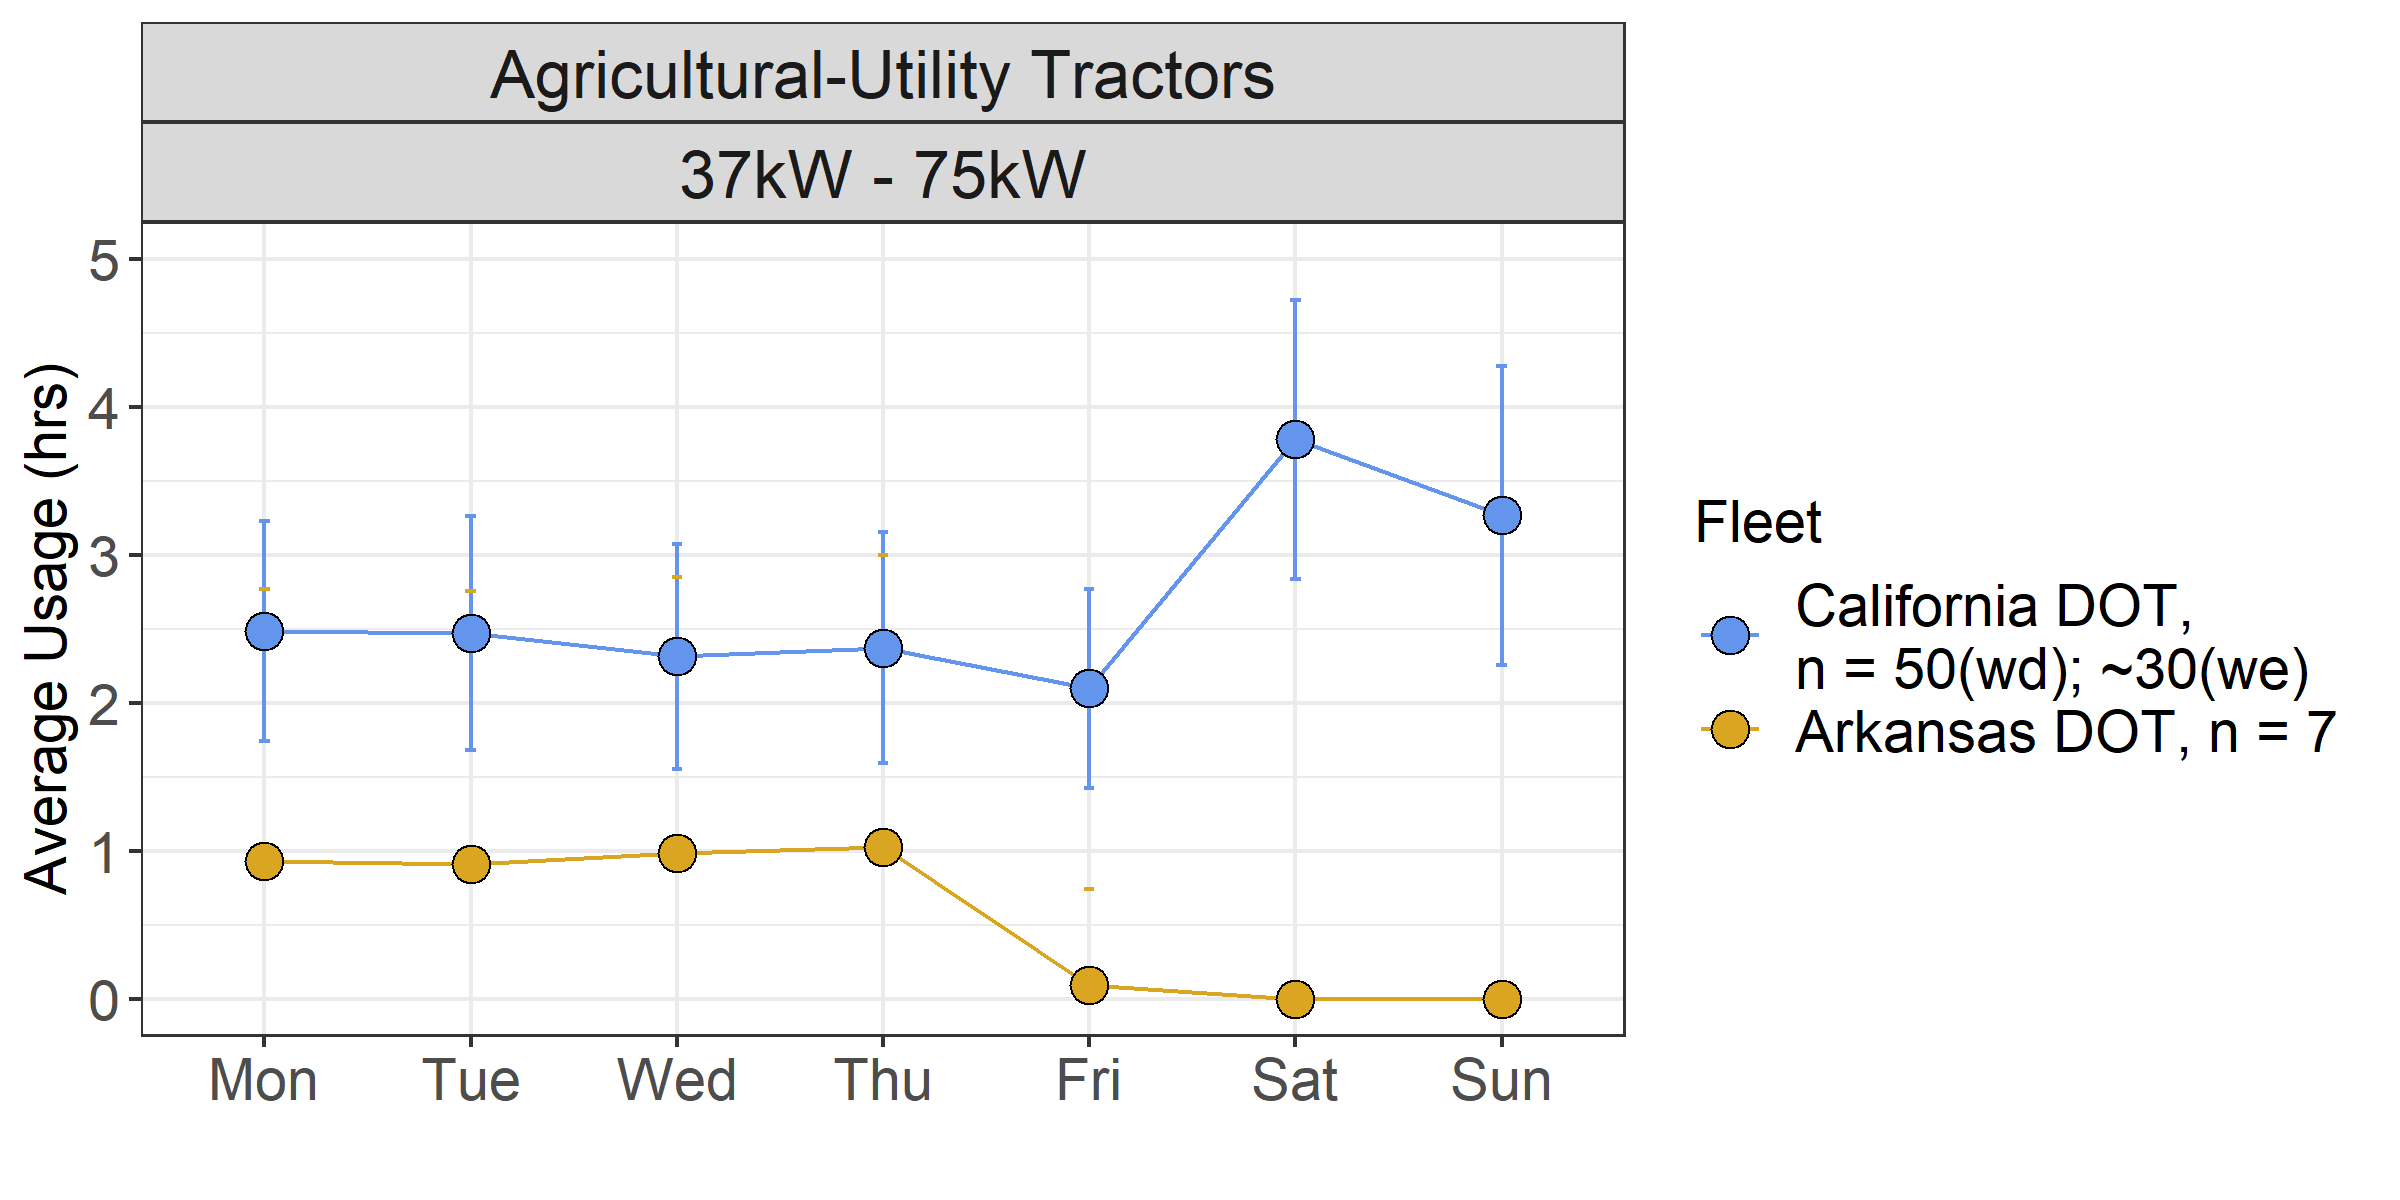 Agricultural-Utility Tractors
37kW - 75kW
Average Usage (hrs)
5
4
3
2
1
0
Mon Tue Wed Thu Fri Sat Sun
Fleet
California DOT,
n = 50(wd); ~30(we)
Arkansas DOT, n = 7